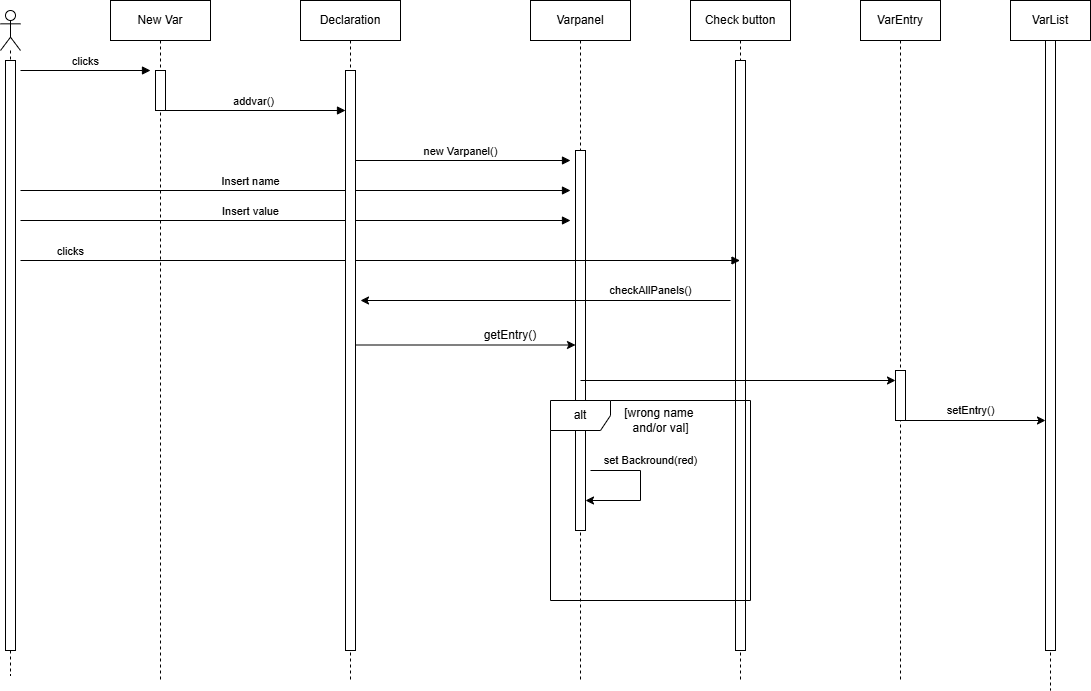 New Var
Declaration
Varpanel
Check button
VarEntry
VarList
clicks
addvar()
new Varpanel()
Insert name
Insert value
clicks
checkAllPanels()
getEntry()
setEntry()
alt
[wrong name
and/or val]
set Backround(red)